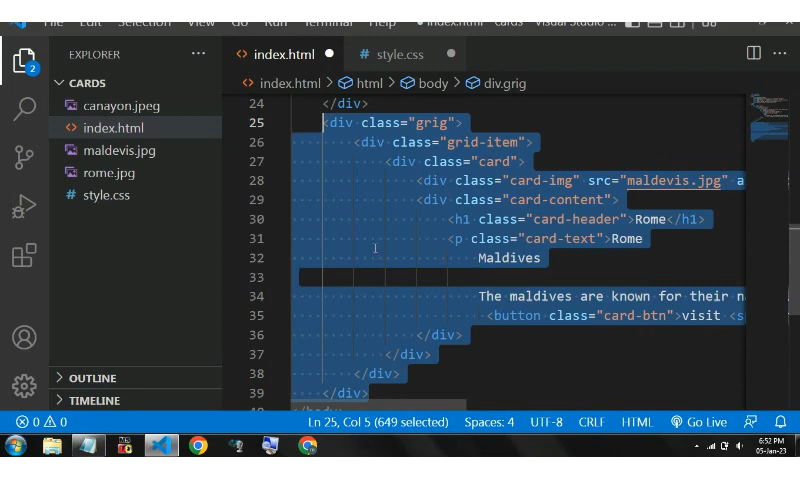 File Edit Selection View Go Run Terminal Help index.html - cards - Visual Studio ...
EXPLORER ···
index.html
# style.css
CARDS
index.html > html > body > div.grig
canayon.jpeg
index.html
maldevis.jpg
rome.jpg
# style.css
24 </div>
25 <div class="grig">
26 <div class="grid-item">
27 <div class="card">
28 <div class="card-img" src="maldevis.jpg" a
29 <div class="card-content">
30 <h1 class="card-header">Rome</h1>
31 <p class="card-text">Rome
32 Maldives
33
34 The maldives are known for their n
35 <button class="card-btn">visit <s
36 </div>
37 </div>
38 </div>
39 </div>
</body>
2
OUTLINE
TIMELINE
0 0
Ln 25, Col 5 (649 selected)
Spaces: 4
UTF-8
CRLF
HTML
Go Live
6:52 PM
05-Jan-23